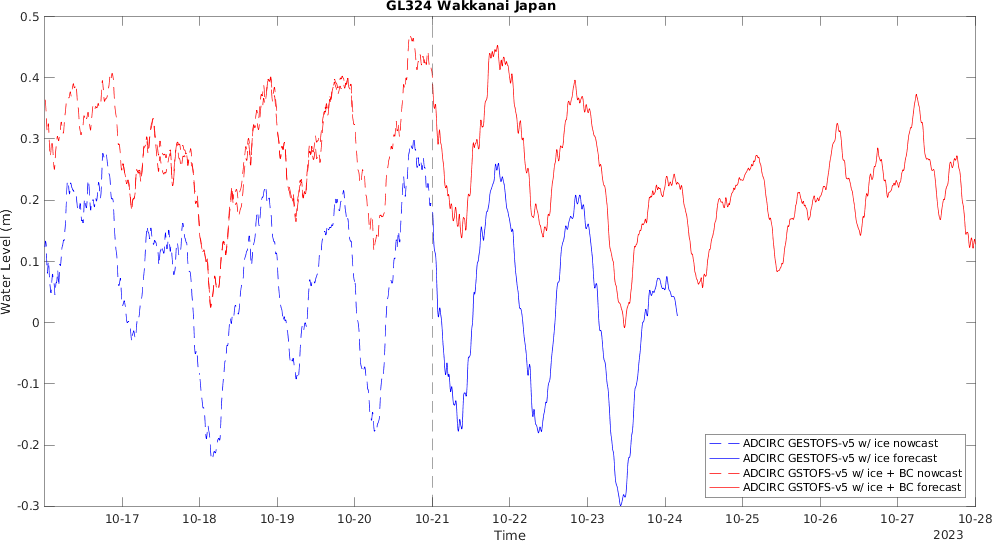 GL324 Wakkanai Japan
0.5
0.4
0.3
0.2
0.1
0
-0.1
-0.2
-0.3
Water Level (m)
ADCIRC GESTOFS-v5 w/ ice nowcast
ADCIRC GESTOFS-v5 w/ ice forecast
ADCIRC GSTOFS-v5 w/ ice + BC nowcast
ADCIRC GSTOFS-v5 w/ ice + BC forecast
10-17 10-18 10-19 10-20 10-21 10-22 10-23 10-24 10-25 10-26 10-27 10-28
Time
2023